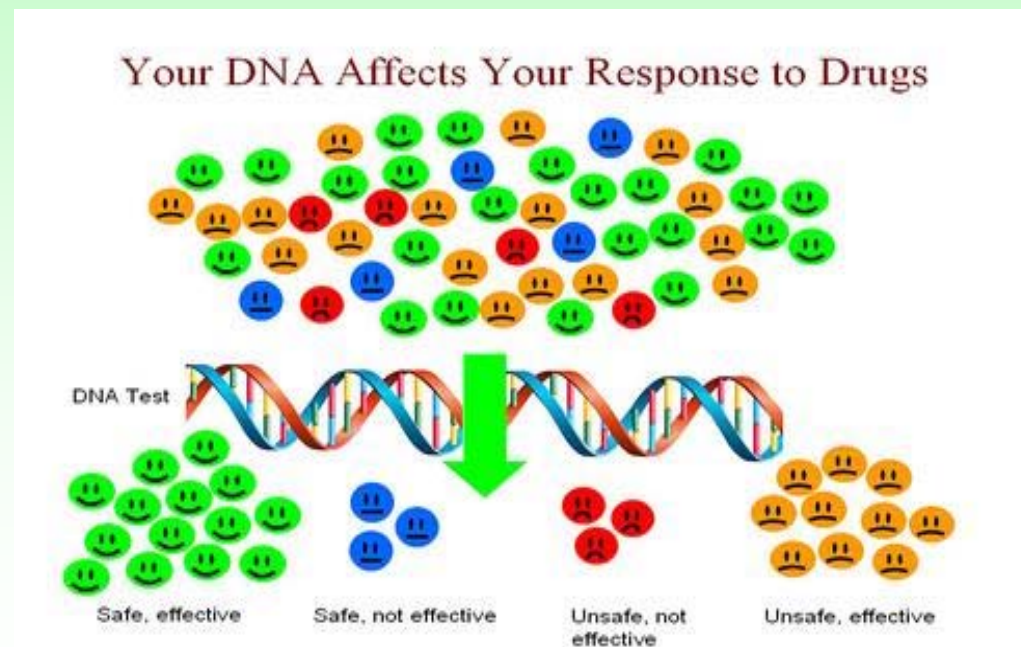 Your DNA Affects Your Response to Drugs
DNA Test
Safe, effective
Safe, not effective
Unsafe, not
effective
Unsafe, effective